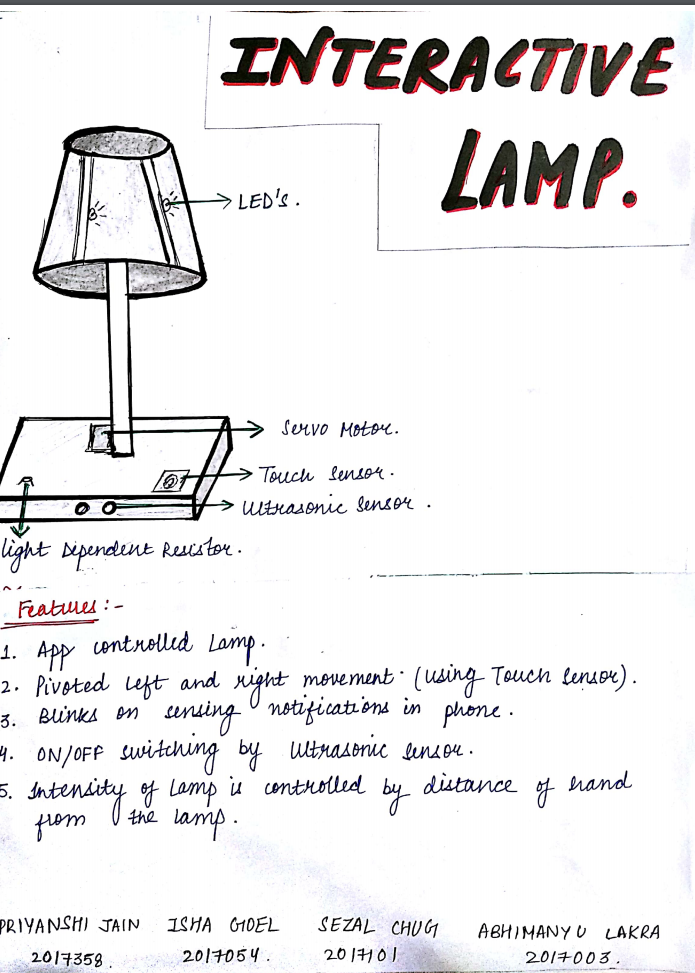 INTERACTIVE
LAMP.
LED'S.
Servo Motor.
Touch Sensor.
Ultrasonic Sensor.
light Dependent Resistor.
Features :-
1. App controlled Lamp.
2. Pivoted left and right movement. (using Touch Sensor).
3. Blinks on sensing notifications in phone.
4. ON/OFF switching by Ultrasonic Sensor.
5. Intensity of Lamp is controlled by distance of hand
from the lamp.
PRIYANSHI JAIN ISHA GOEL SEZAL CHUG ABHIMANYU LAKRA
2017358. 2017054. 2017101 2017003.